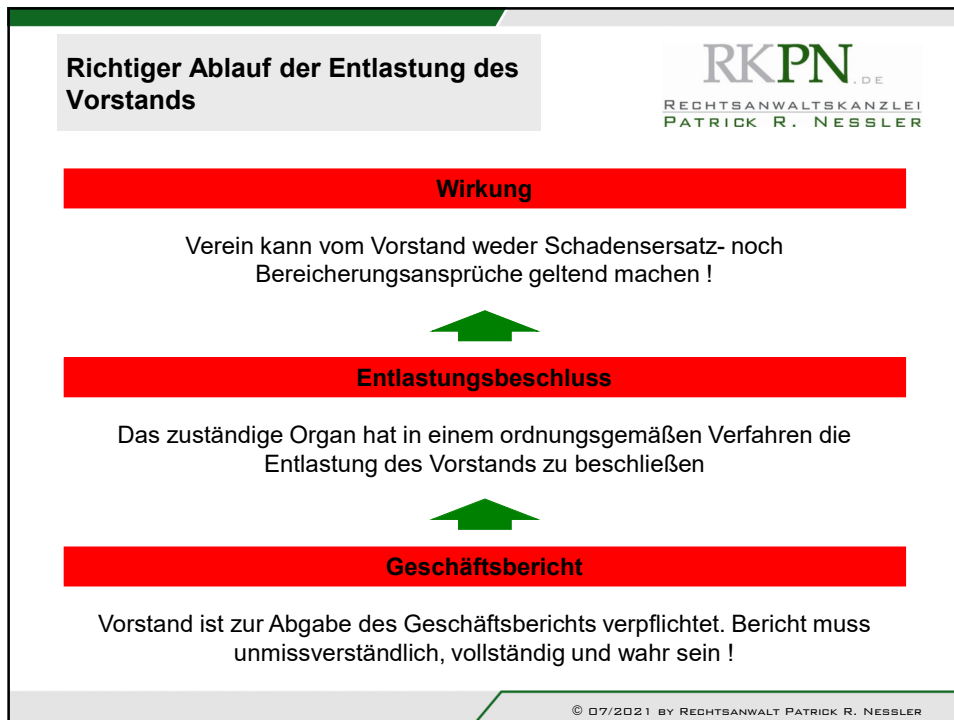 Richtiger Ablauf der Entlastung des
Vorstands
RKPN.DE
RECHTSANWALTSKANZLEI
PATRICK R. NESSLER
Wirkung
Verein kann vom Vorstand weder Schadensersatz- noch
Bereicherungsansprüche geltend machen !
Entlastungsbeschluss
Das zuständige Organ hat in einem ordnungsgemäßen Verfahren die
Entlastung des Vorstands zu beschließen
Geschäftsbericht
Vorstand ist zur Abgabe des Geschäftsberichts verpflichtet. Bericht muss
unmissverständlich, vollständig und wahr sein !
© 07/2021 BY RECHTSANWALT PATRICK R. NESSLER